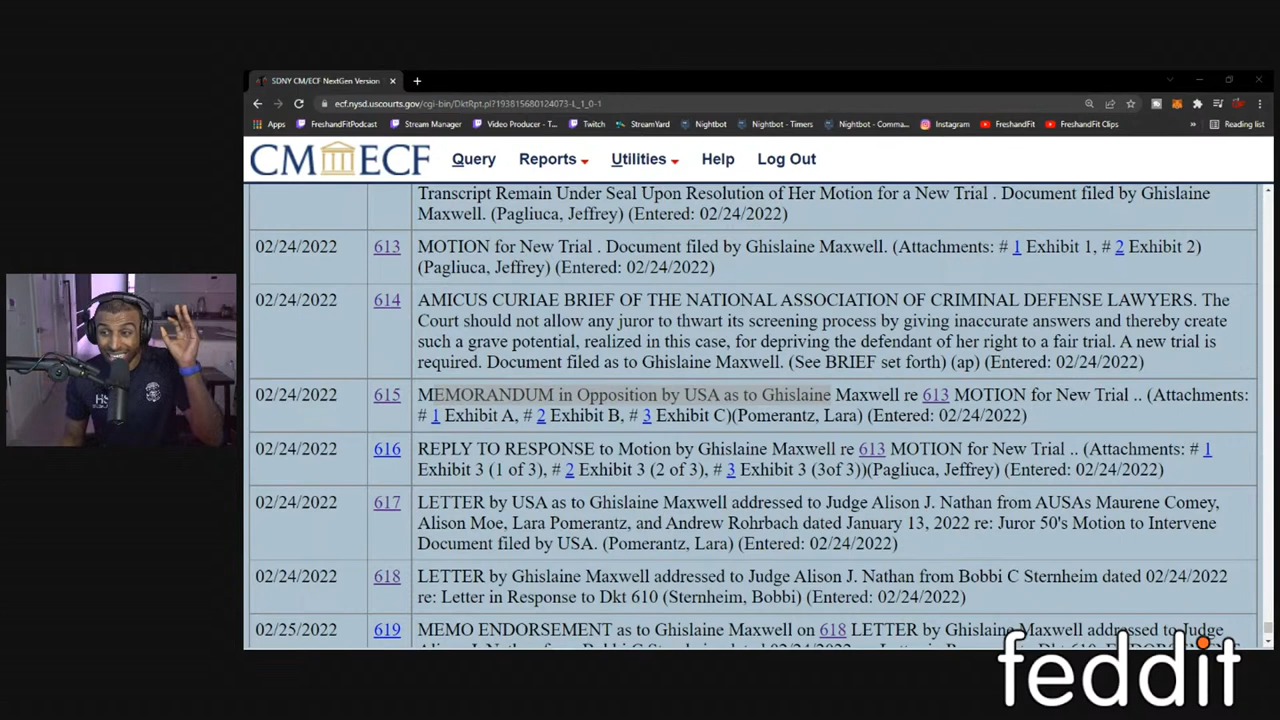 SDNY CM/ECF NextGen Version
ecf.nysd.uscourts.gov/cgi-bin/DktRpt.pl?193815680124073-L_1_0-1
Apps FreshandFitPodcast Stream Manager Video Producer - T... Twitch StreamYard Nightbot Nightbot - Timers Nightbot - Comma... Instagram FreshandFit FreshandFit Clips » Reading list
CM ECF Query Reports Utilities Help Log Out
Transcript Remain Under Seal Upon Resolution of Her Motion for a New Trial . Document filed by Ghislaine
Maxwell. (Pagliuca, Jeffrey) (Entered: 02/24/2022)
02/24/2022 613 MOTION for New Trial . Document filed by Ghislaine Maxwell. (Attachments: # 1 Exhibit 1, # 2 Exhibit 2)
(Pagliuca, Jeffrey) (Entered: 02/24/2022)
02/24/2022 614 AMICUS CURIAE BRIEF OF THE NATIONAL ASSOCIATION OF CRIMINAL DEFENSE LAWYERS. The
Court should not allow any juror to thwart its screening process by giving inaccurate answers and thereby create
such a grave potential, realized in this case, for depriving the defendant of her right to a fair trial. A new trial is
required. Document filed as to Ghislaine Maxwell. (See BRIEF set forth) (ap) (Entered: 02/24/2022)
02/24/2022 615 MEMORANDUM in Opposition by USA as to Ghislaine Maxwell re 613 MOTION for New Trial .. (Attachments:
# 1 Exhibit A, # 2 Exhibit B, # 3 Exhibit C)(Pomerantz, Lara) (Entered: 02/24/2022)
02/24/2022 616 REPLY TO RESPONSE to Motion by Ghislaine Maxwell re 613 MOTION for New Trial .. (Attachments: # 1
Exhibit 3 (1 of 3), # 2 Exhibit 3 (2 of 3), # 3 Exhibit 3 (3of 3))(Pagliuca, Jeffrey) (Entered: 02/24/2022)
02/24/2022 617 LETTER by USA as to Ghislaine Maxwell addressed to Judge Alison J. Nathan from AUSAs Maurene Comey,
Alison Moe, Lara Pomerantz, and Andrew Rohrbach dated January 13, 2022 re: Juror 50's Motion to Intervene
Document filed by USA. (Pomerantz, Lara) (Entered: 02/24/2022)
02/24/2022 618 LETTER by Ghislaine Maxwell addressed to Judge Alison J. Nathan from Bobbi C Sternheim dated 02/24/2022
re: Letter in Response to Dkt 610 (Sternheim, Bobbi) (Entered: 02/24/2022)
02/25/2022 619 MEMO ENDORSEMENT as to Ghislaine Maxwell on 618 LETTER by Ghislaine Maxwell addressed to Judge
feddit